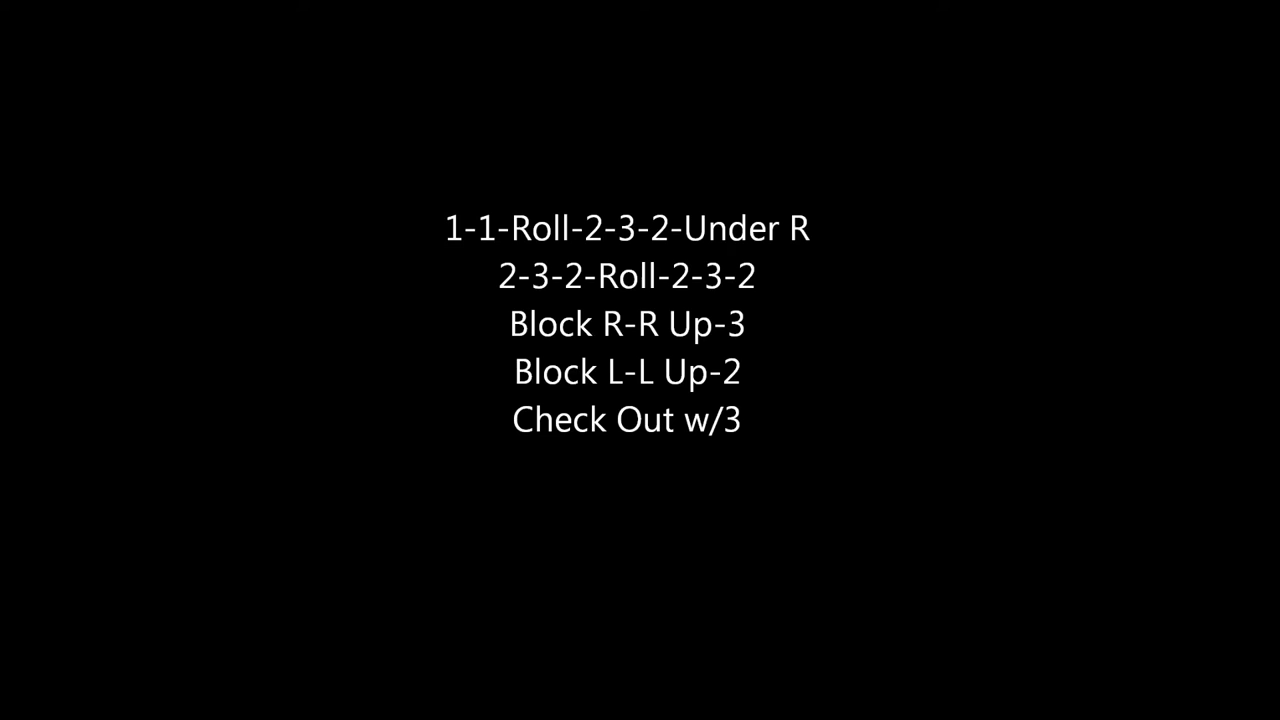 1-1-Roll-2-3-2-Under R
2-3-2-Roll-2-3-2
Block R-R Up-3
Block L-L Up-2
Check Out w/3